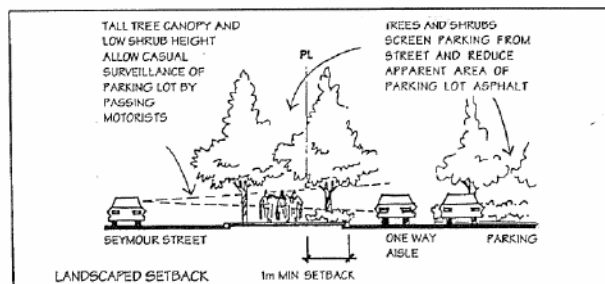 TALL TREE CANOPY AND
LOW SHRUB HEIGHT
ALLOW CASUAL
SURVEILLANCE OF
PARKING LOT BY
PASSING
MOTORISTS
PL
TREES AND SHRUBS
SCREEN PARKING FROM
STREET AND REDUCE
APPARENT AREA OF
PARKING LOT ASPHALT
SEYMOUR STREET
ONE WAY
AISLE
PARKING
LANDSCAPED SETBACK
1m MIN SETBACK